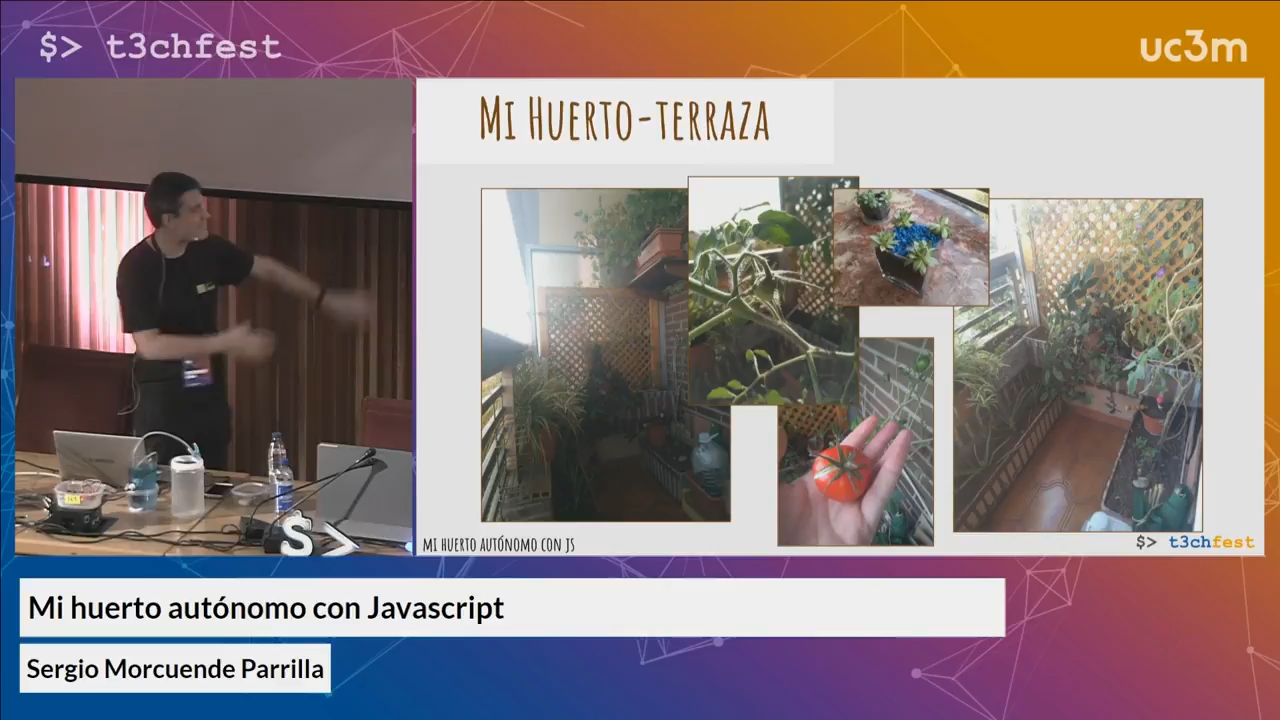 $> t3chfest
uc3m
Mi Huerto-terraza
mi huerto autónomo con JS
$> t3chfest
$>
Mi huerto autónomo con Javascript
Sergio Morcuende Parrilla